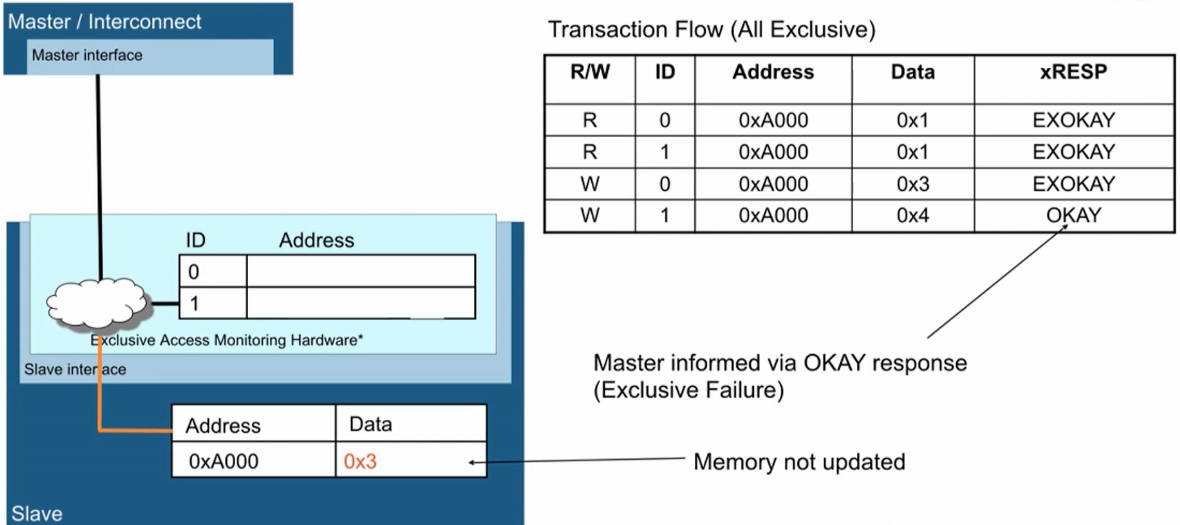 Master / Interconnect
Master interface
Transaction Flow (All Exclusive)
R/W ID Address Data xRESP
R 0 0xA000 0x1 EXOKAY
R 1 0xA000 0x1 EXOKAY
W 0 0xA000 0x3 EXOKAY
W 1 0xA000 0x4 OKAY
ID Address
0
1
Exclusive Access Monitoring Hardware*
Slave interface
Master informed via OKAY response
(Exclusive Failure)
Address Data
0xA000 0x3
Memory not updated
Slave